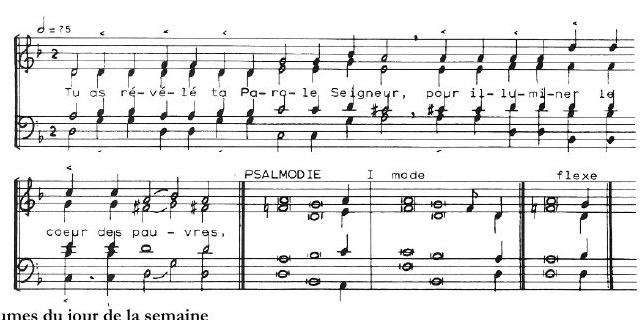 ♩=75
Tu as ré-vé-lé ta Pa-ro-le Seigneur, pour il-lu-mi-ner le
PSALMODIE I mode flexe
coeur des pau-vres,
umes du jour de la semaine